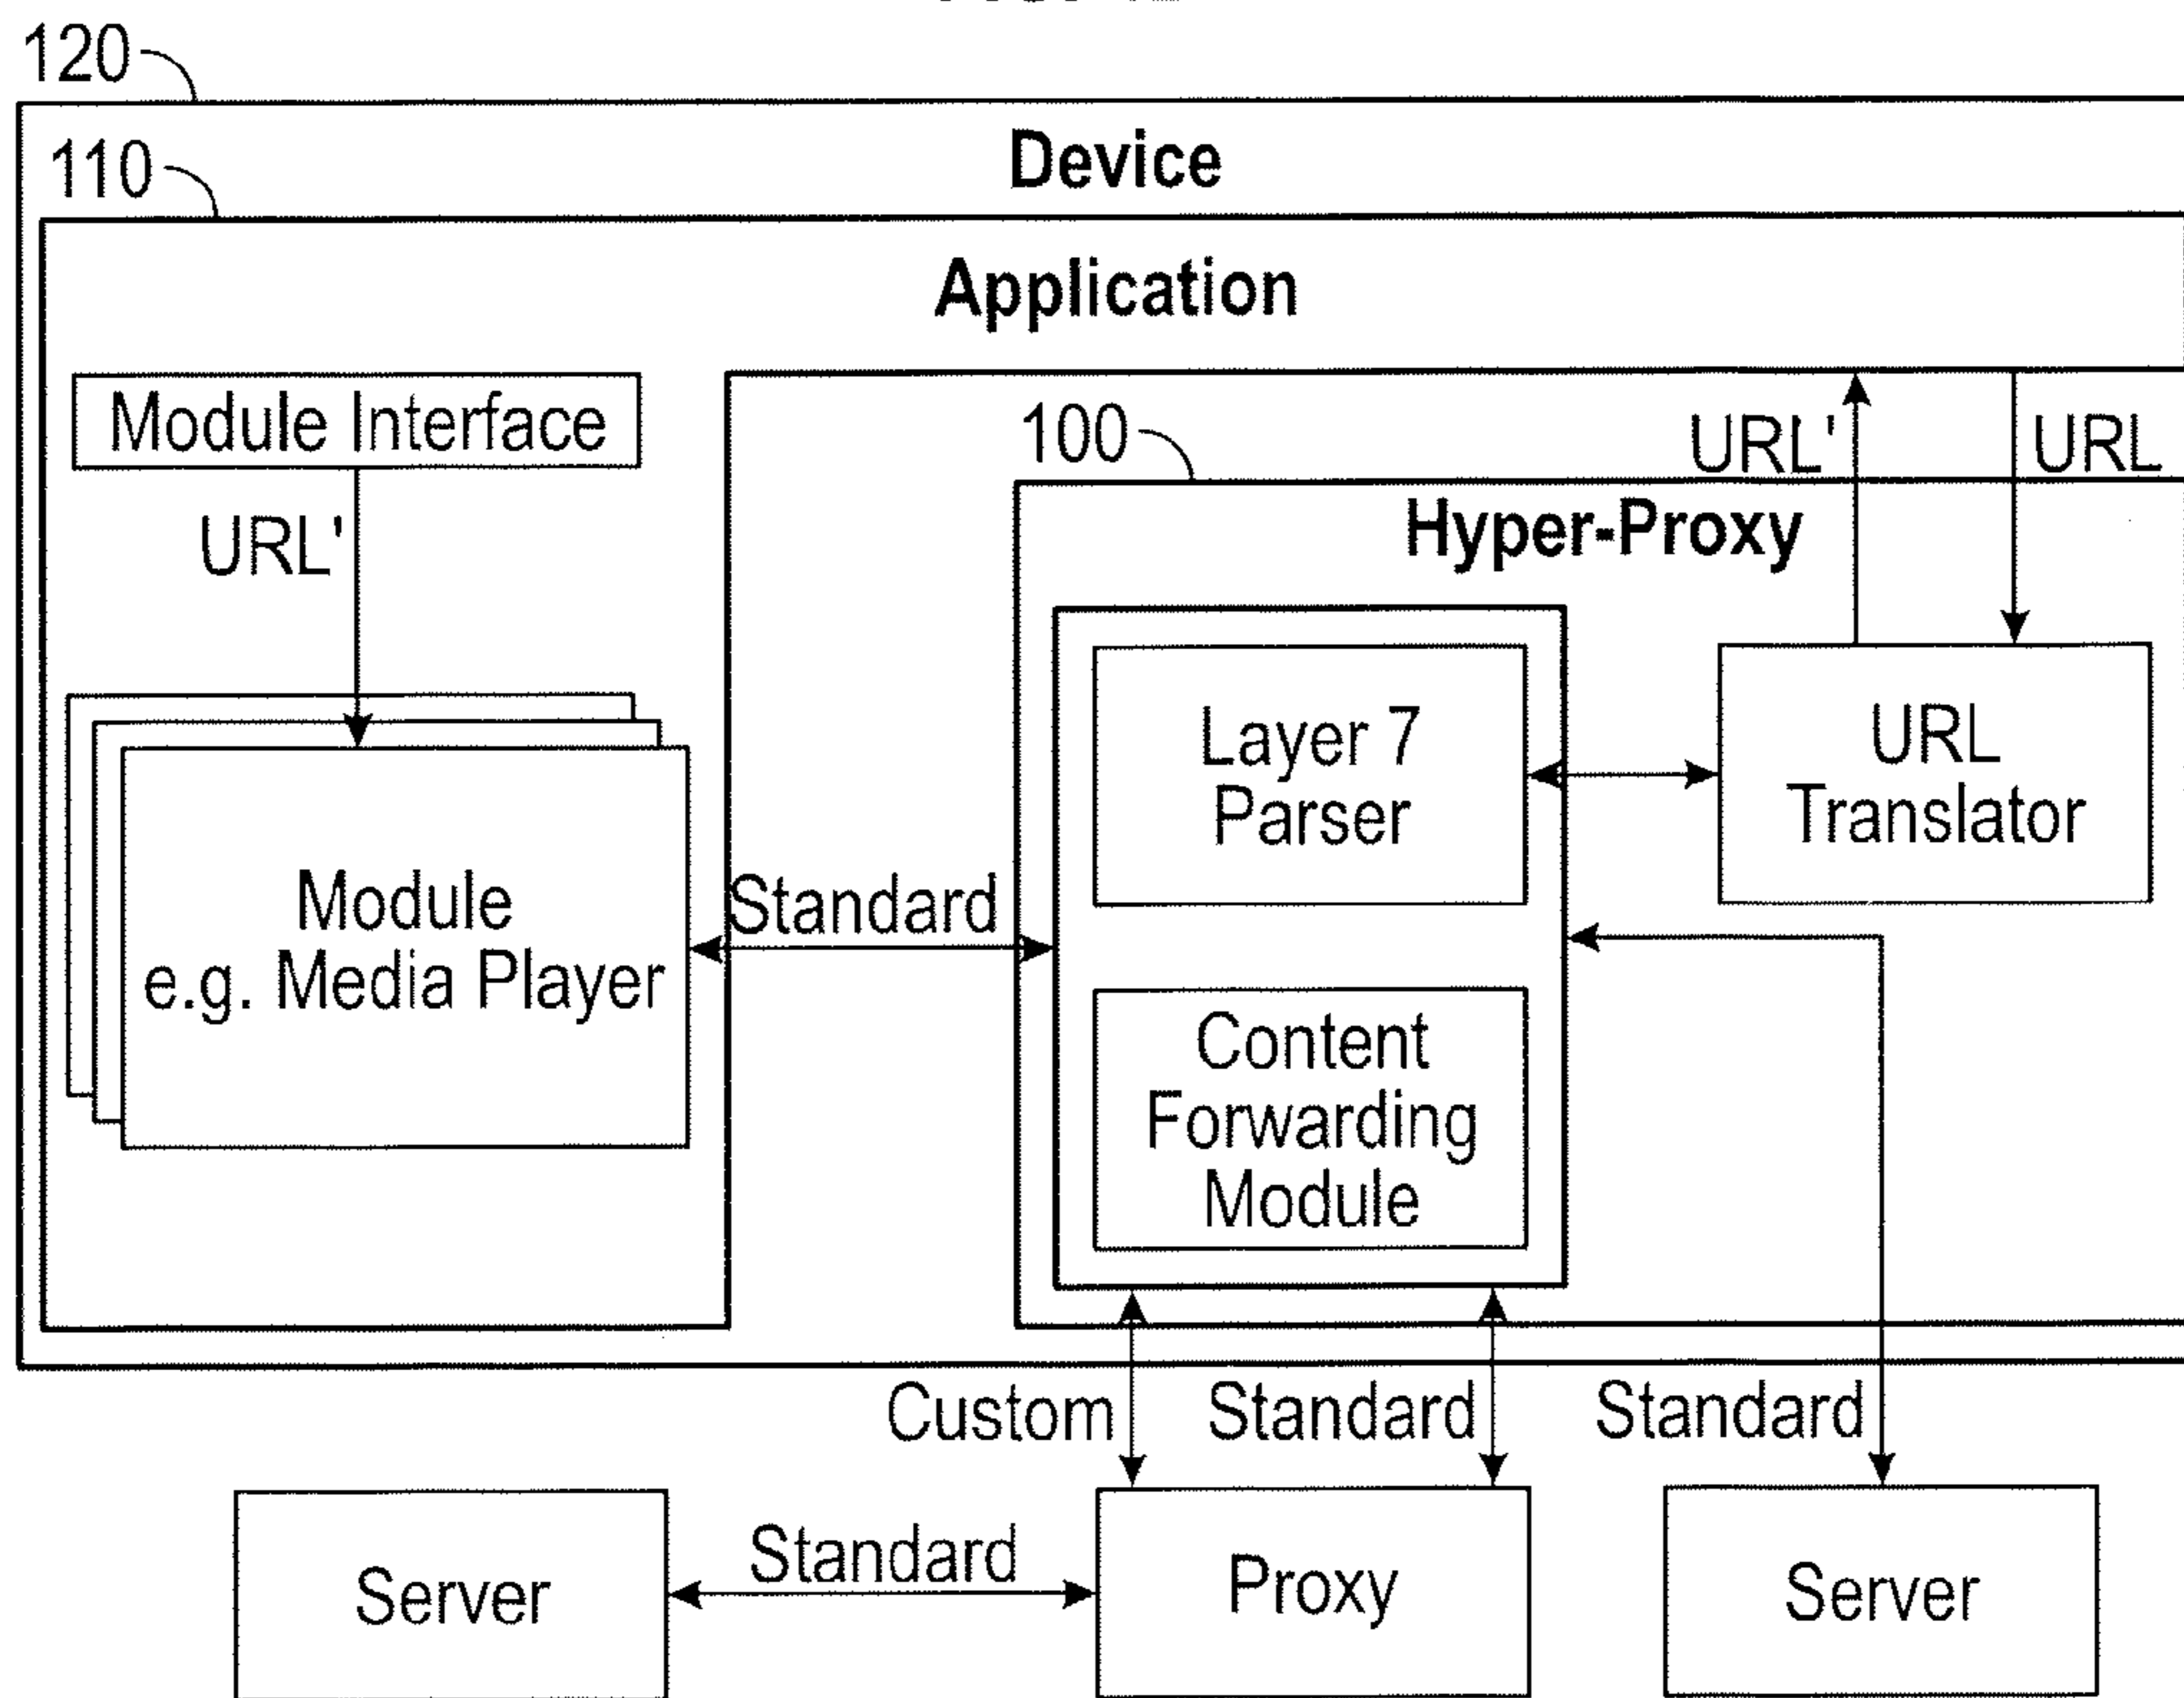 120
Device
110
Application
Module Interface
100
URL'
URL
Hyper-Proxy
URL'
Layer 7
Parser
URL
Translator
Module
e.g. Media Player
Standard
Content
Forwarding
Module
Custom
Standard
Standard
Server
Standard
Proxy
Server